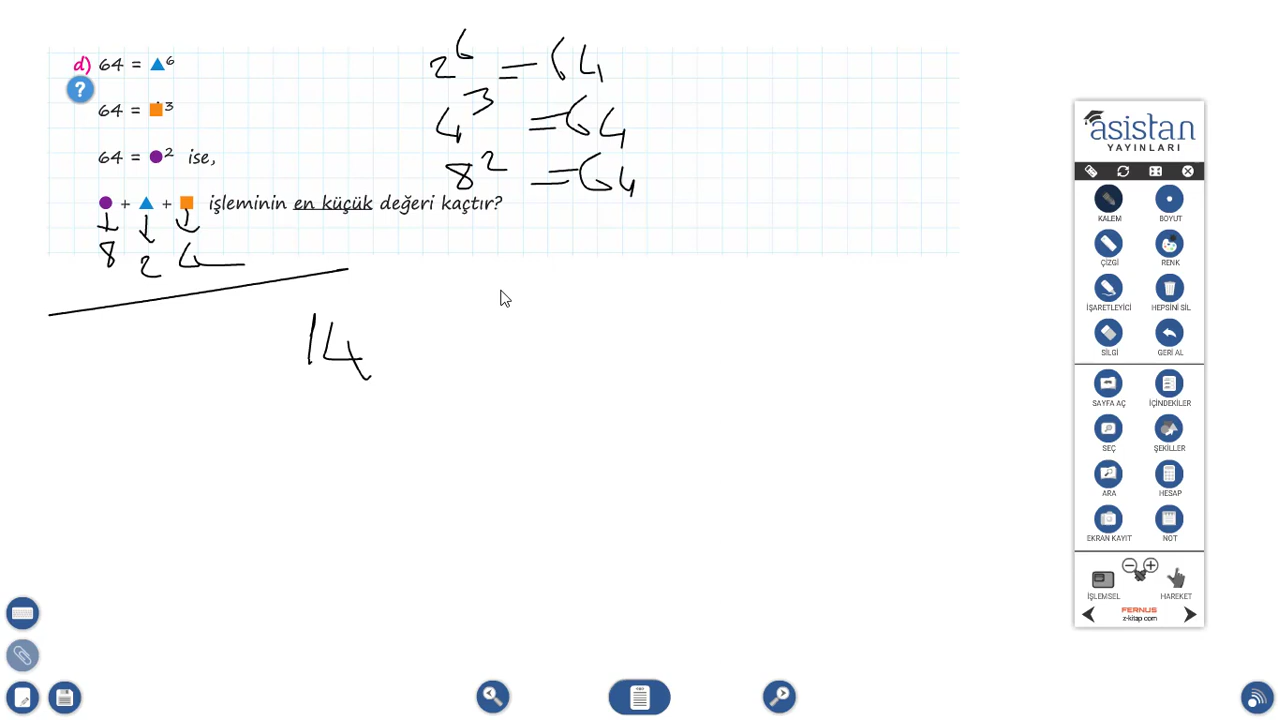 d) 64 = ▲⁶
?
64 = ■³
64 = ●² ise,
● + ▲ + ■ işleminin en küçük değeri kaçtır?
8 2 4
14
2⁶ = 64
4³ = 64
8² = 64
asistan
YAYINLARI
KALEM BOYUT
ÇİZGİ RENK
İŞARETLEYİCİ HEPSİNİ SİL
SİLGİ GERİ AL
SAYFA AÇ İÇİNDEKİLER
SEÇ ŞEKİLLER
ARA HESAP
EKRAN KAYIT NOT
İŞLEMSEL HAREKET
FERNUS
z-kitap.com